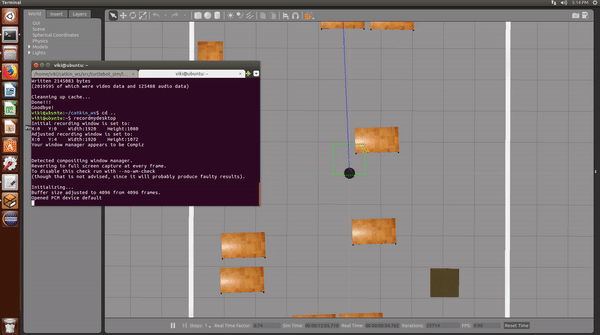 Terminal
3:14 PM
World
Insert
Layers
GUI
Scene
Spherical Coordinates
Physics
Models
Lights
viki@ubuntu: ~
/home/viki/catkin_ws/src/turtlebot_sim/l
viki@ubuntu: ~
Written 2145083 bytes
(2019595 of which were video data and 125488 audio data)
Cleanning up cache...
Done!!!
Goodbye!
viki@ubuntu:~/catkin_ws$ cd ..
viki@ubuntu:~$ recordmydesktop
Initial recording window is set to:
X:0 Y:0 Width:1920 Height:1080
Adjusted recording window is set to:
X:0 Y:4 Width:1920 Height:1072
Your window manager appears to be Compiz
Detected compositing window manager.
Reverting to full screen capture at every frame.
To disable this check run with --no-wm-check
(though that is not advised, since it will probably produce faulty results).
Initializing...
Buffer size adjusted to 4096 from 4096 frames.
Opened PCM device default
Steps: 1
Real Time Factor:
0.74
Sim Time:
Real Time:
Iterations:
FPS:
Reset Time